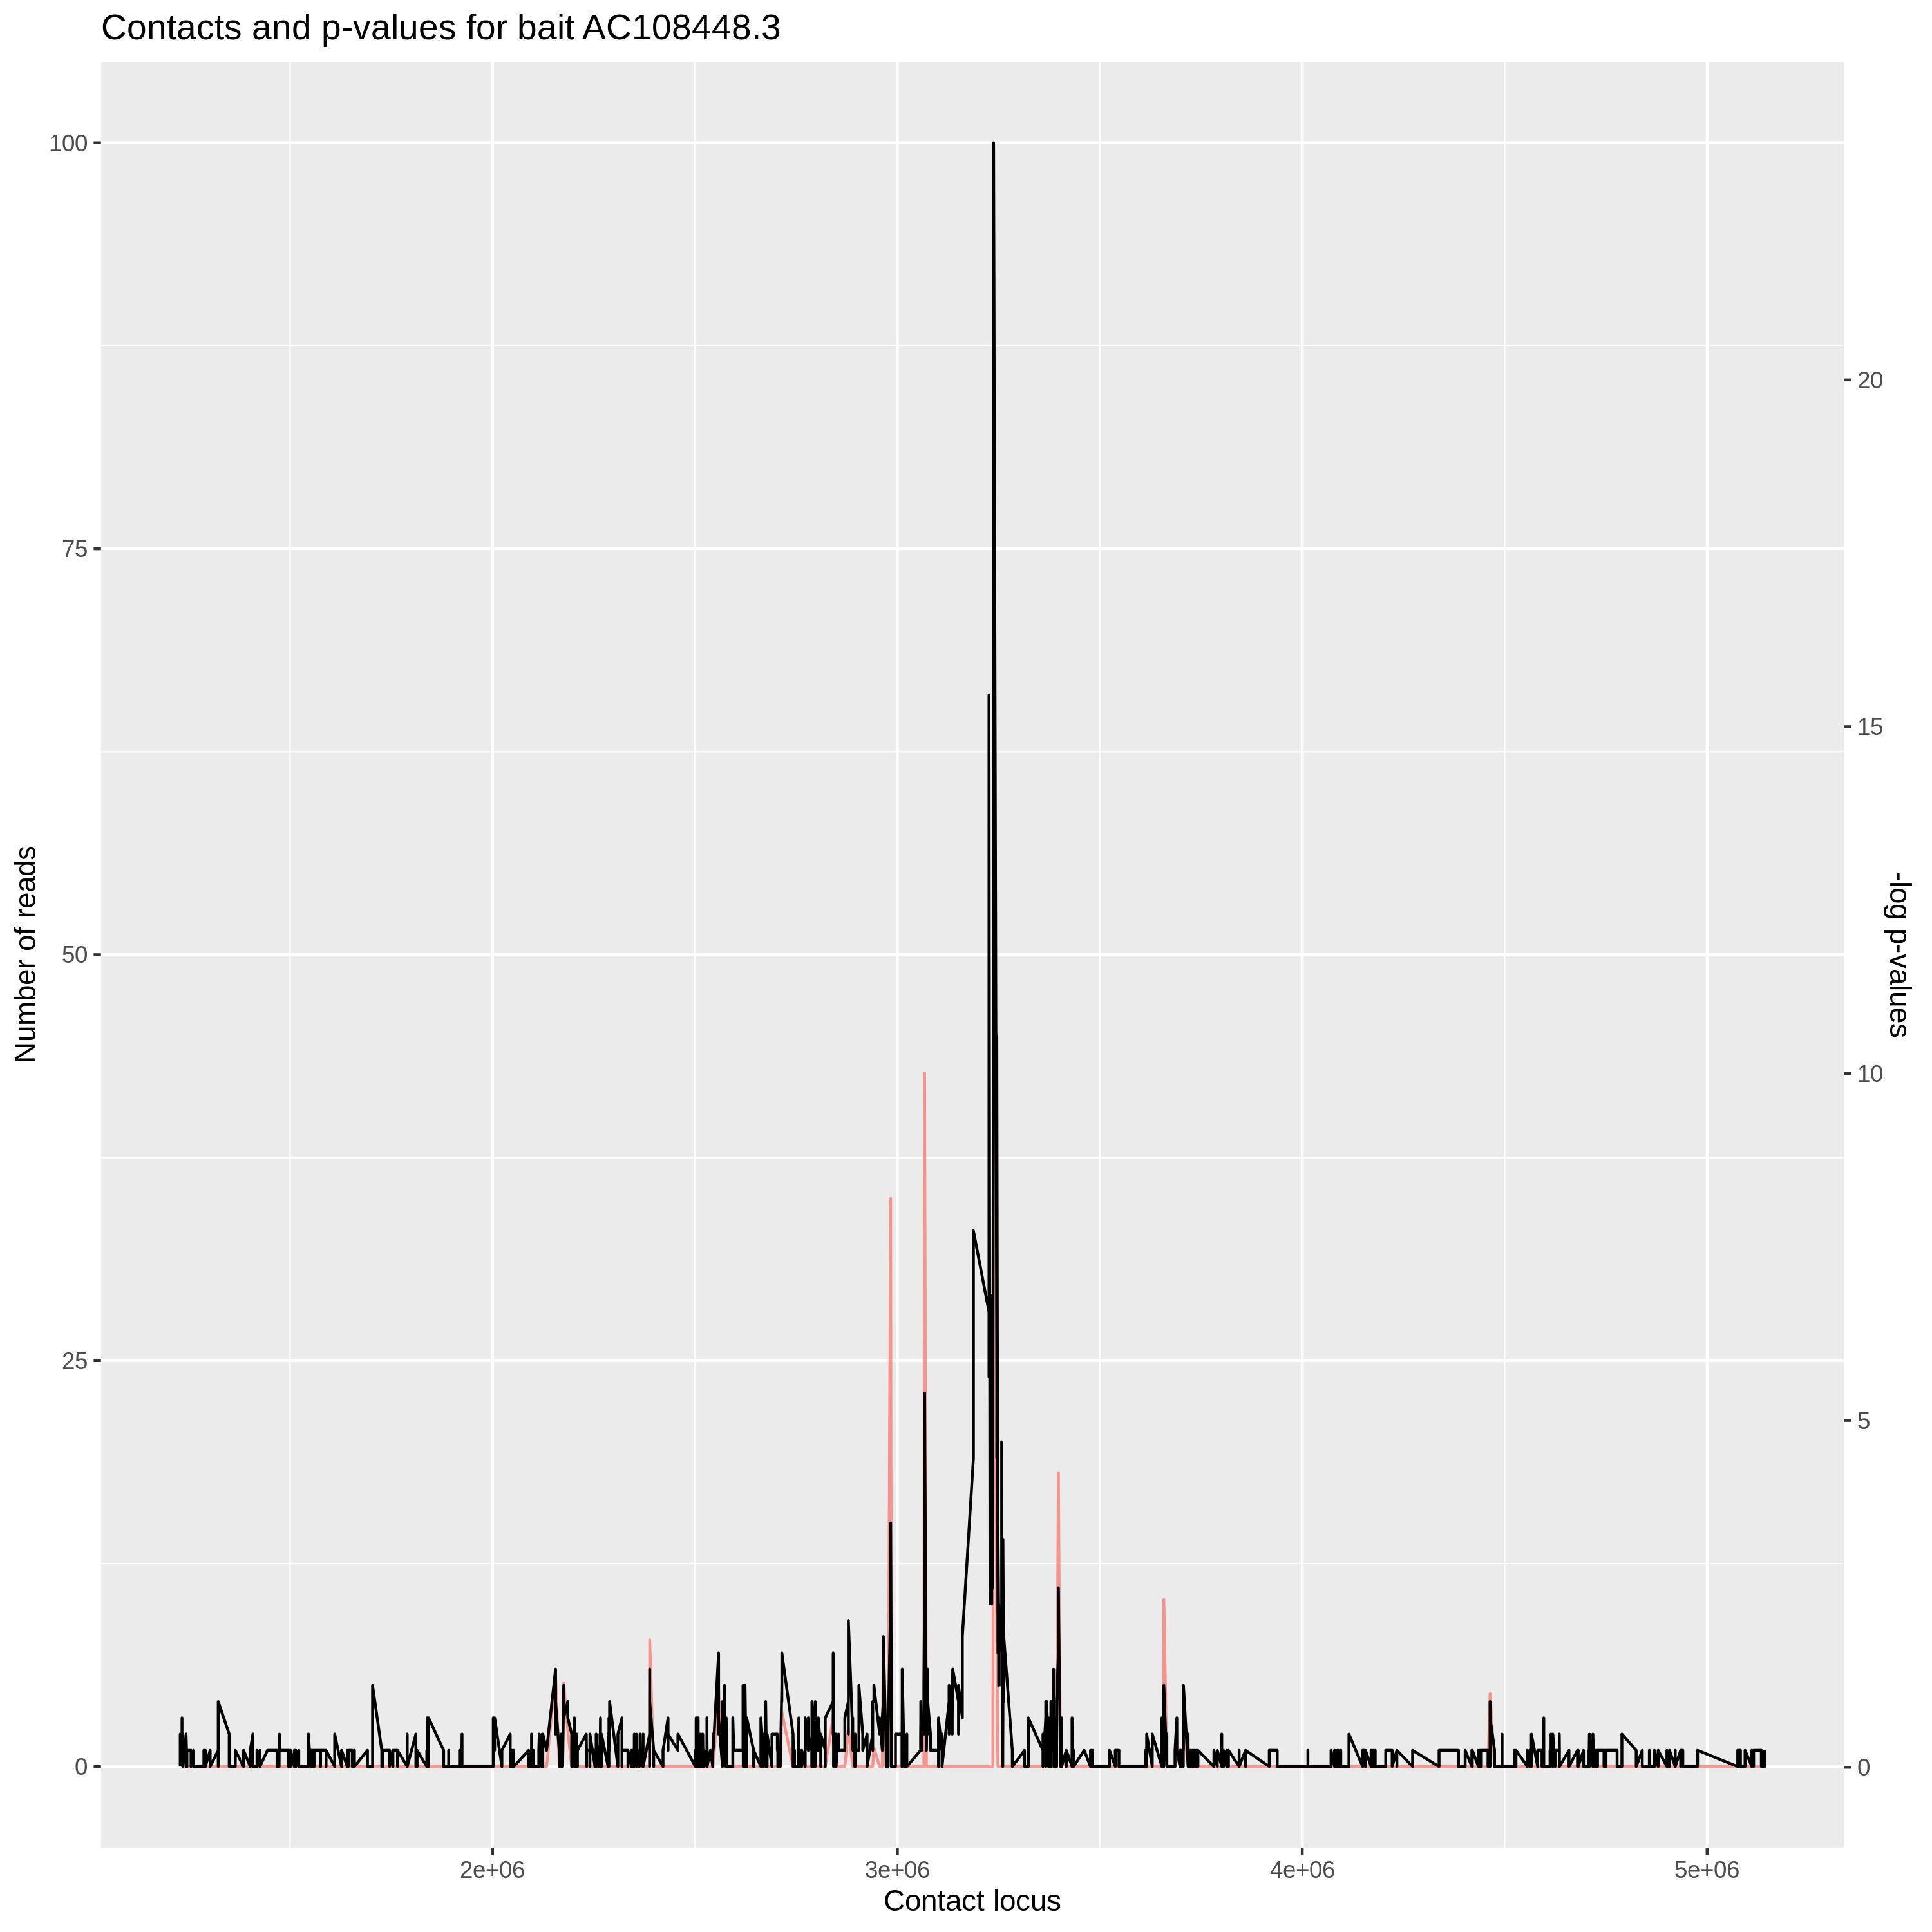 Contacts and p-values for bait AC108448.3
100
75
50
25
0
Number of reads
20
15
10
5
0
-log p-values
2e+06
3e+06
4e+06
5e+06
Contact locus